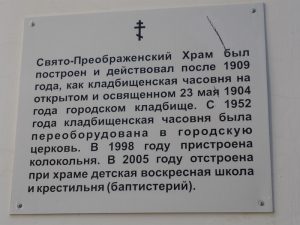 Свято-Преображенский Храм был
построен и действовал после 1909
года, как кладбищенская часовня на
открытом и освященном 23 мая 1904
года городском кладбище. С 1952
года кладбищенская часовня была
переоборудована в городскую
церковь. В 1998 году пристроена
колокольня. В 2005 году отстроена
при храме детская воскресная школа
и крестильня (баптистерий).